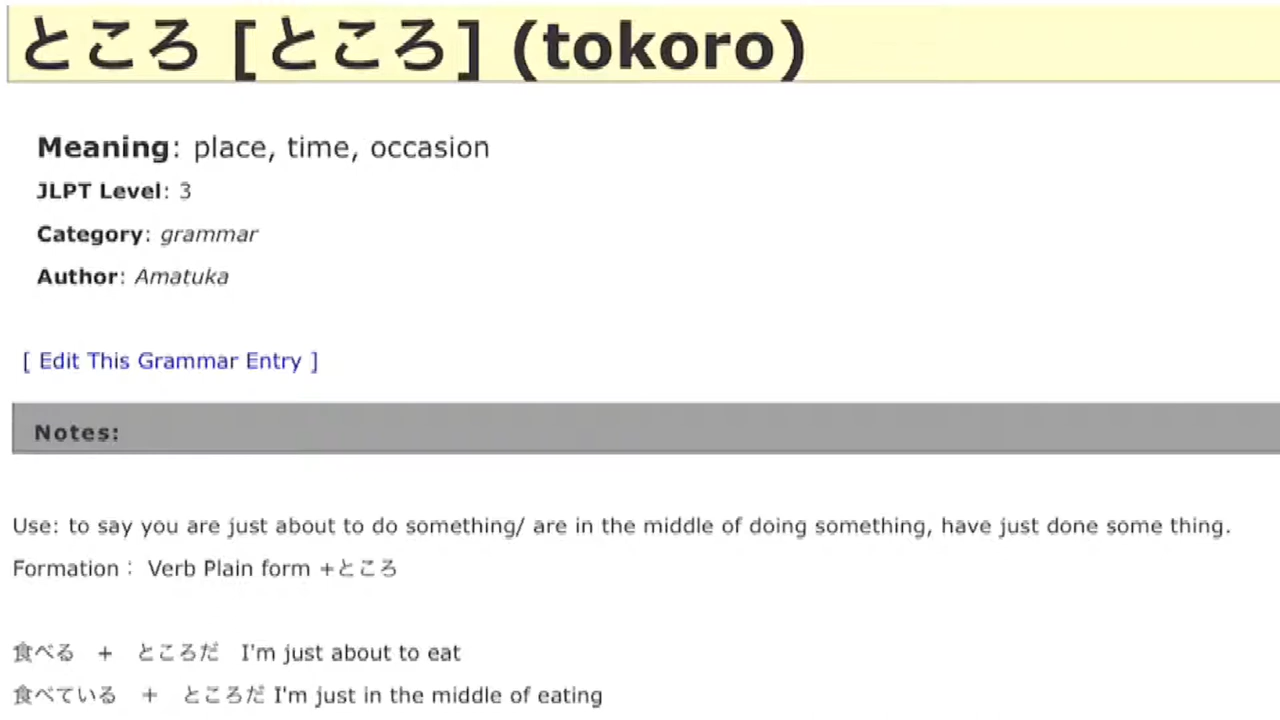 ところ [ところ] (tokoro)
Meaning: place, time, occasion
JLPT Level: 3
Category: grammar
Author: Amatuka
[ Edit This Grammar Entry ]
Notes:
Use: to say you are just about to do something/ are in the middle of doing something, have just done some thing.
Formation： Verb Plain form +ところ
食べる　+　ところだ　I'm just about to eat
食べている　+　ところだ I'm just in the middle of eating